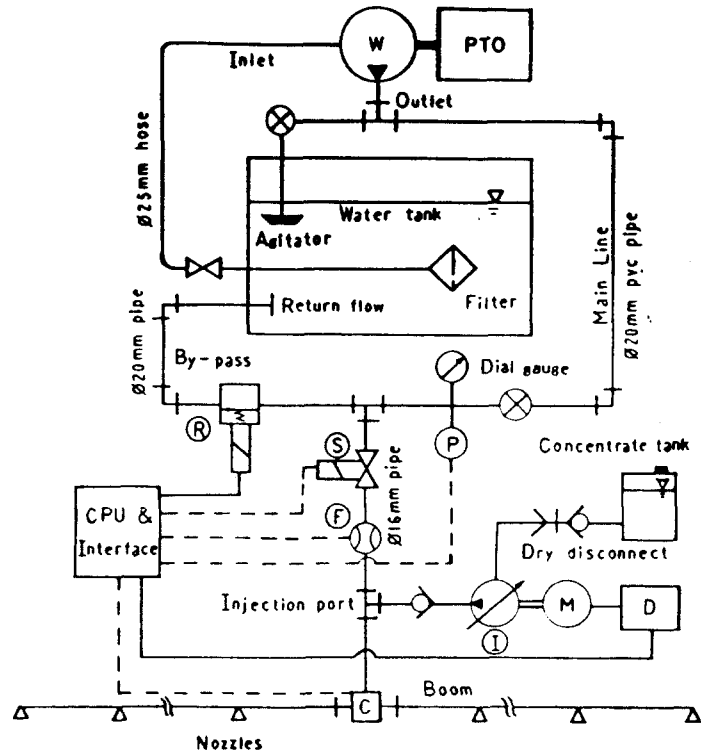 W
PTO
Inlet
Outlet
Ø25mm hose
Water tank
Agitator
Filter
Return flow
Main Line
Ø20mm pvc pipe
Ø20mm pipe
By-pass
Dial gauge
R
S
P
Concentrate tank
Ø16mm pipe
CPU &
Interface
F
Dry disconnect
Injection port
M
D
I
C
Boom
Nozzles